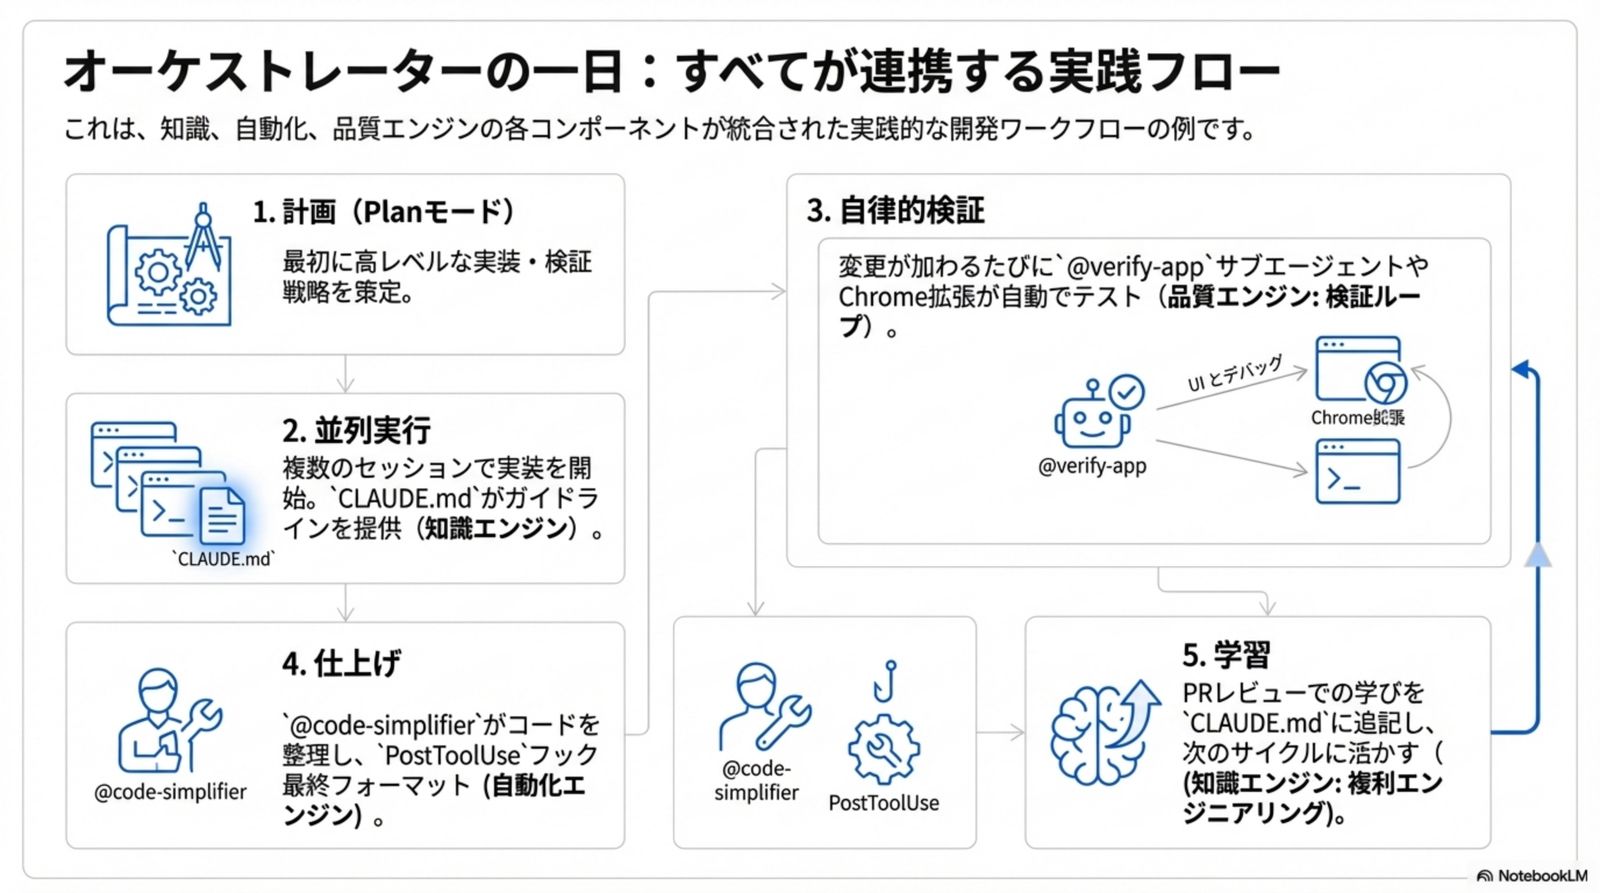 オーケストレーターの一日：すべてが連携する実践フロー
これは、知識、自動化、品質エンジンの各コンポーネントが統合された実践的な開発ワークフローの例です。
1. 計画（Planモード）
最初に高レベルな実装・検証
戦略を策定。
2. 並列実行
複数のセッションで実装を開
始。`CLAUDE.md`がガイドラ
インを提供（知識エンジン）。
`CLAUDE.md`
4. 仕上げ
`@code-simplifier`がコードを
整理し、`PostToolUse`フック
最終フォーマット (自動化エ
ンジン) 。
@code-simplifier
3. 自律的検証
変更が加わるたびに`@verify-app`サブエージェントや
Chrome拡張が自動でテスト（品質エンジン: 検証ルー
プ）。
UI とデバッグ
Chrome拡張
@verify-app
@code-
simplifier
PostToolUse
5. 学習
PRレビューでの学びを
`CLAUDE.md`に追記し、
次のサイクルに活かす（
(知識エンジン: 複利エン
ジニアリング)。
NotebookLM